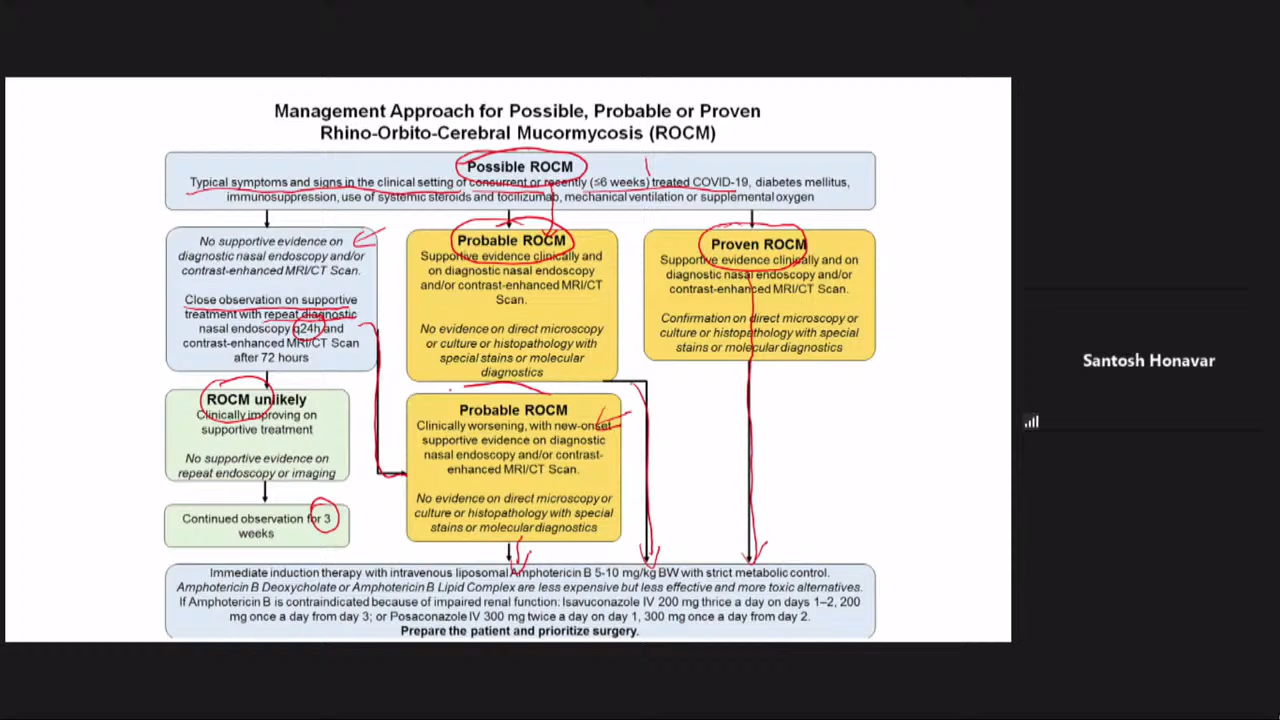 Management Approach for Possible, Probable or Proven
Rhino-Orbito-Cerebral Mucormycosis (ROCM)
Possible ROCM
Typical symptoms and signs in the clinical setting of concurrent or recently (≤6 weeks) treated COVID-19, diabetes mellitus,
immunosuppression, use of systemic steroids and tocilizumab, mechanical ventilation or supplemental oxygen
No supportive evidence on
diagnostic nasal endoscopy and/or
contrast-enhanced MRI/CT Scan.
Close observation on supportive
treatment with repeat diagnostic
nasal endoscopy q24h and
contrast-enhanced MRI/CT Scan
after 72 hours
Probable ROCM
Supportive evidence clinically and
on diagnostic nasal endoscopy
and/or contrast-enhanced MRI/CT
Scan.
No evidence on direct microscopy
or culture or histopathology with
special stains or molecular
diagnostics
Proven ROCM
Supportive evidence clinically and on
diagnostic nasal endoscopy and/or
contrast-enhanced MRI/CT Scan.
Confirmation on direct microscopy or
culture or histopathology with special
stains or molecular diagnostics
ROCM unlikely
Clinically improving on
supportive treatment
No supportive evidence on
repeat endoscopy or imaging
Probable ROCM
Clinically worsening, with new-onset
supportive evidence on diagnostic
nasal endoscopy and/or contrast-
enhanced MRI/CT Scan.
No evidence on direct microscopy or
culture or histopathology with special
stains or molecular diagnostics
Continued observation for 3
weeks
Immediate induction therapy with intravenous liposomal Amphotericin B 5-10 mg/kg BW with strict metabolic control.
Amphotericin B Deoxycholate or Amphotericin B Lipid Complex are less expensive but less effective and more toxic alternatives.
If Amphotericin B is contraindicated because of impaired renal function: Isavuconazole IV 200 mg thrice a day on days 1–2, 200
mg once a day from day 3; or Posaconazole IV 300 mg twice a day on day 1, 300 mg once a day from day 2.
Prepare the patient and prioritize surgery.
Santosh Honavar